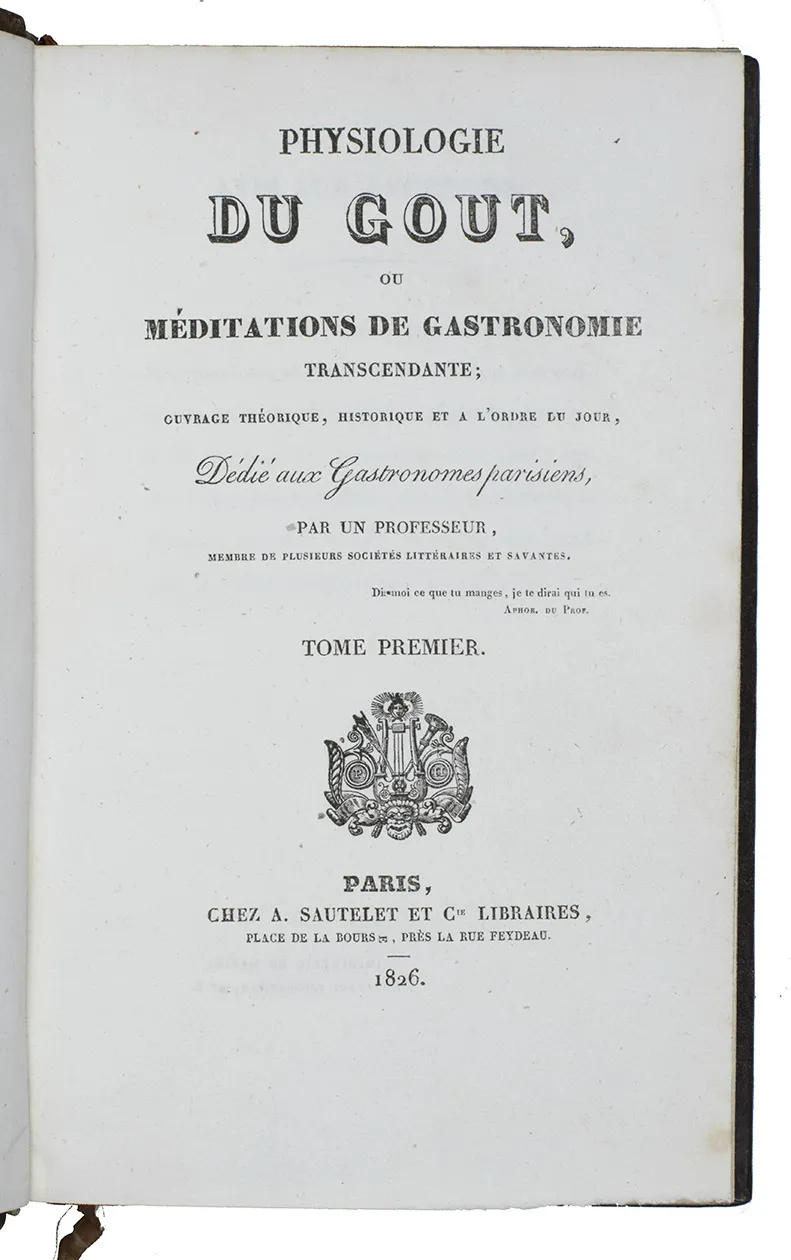 PHYSIOLOGIE
DU GOUT,
OU
MÉDITATIONS DE GASTRONOMIE
TRANSCENDANTE;
OUVRAGE THÉORIQUE, HISTORIQUE ET A L'ORDRE DU JOUR,
Dédié aux Gastronomes parisiens,
PAR UN PROFESSEUR,
MEMBRE DE PLUSIEURS SOCIÉTÉS LITTÉRAIRES ET SAVANTES.
Dis-moi ce que tu manges, je te dirai qui tu es.
APHOR. DU PROF.
TOME PREMIER.
PARIS,
CHEZ A. SAUTELET ET Cie LIBRAIRES,
PLACE DE LA BOURSE, PRÈS LA RUE FEYDEAU.
1826.